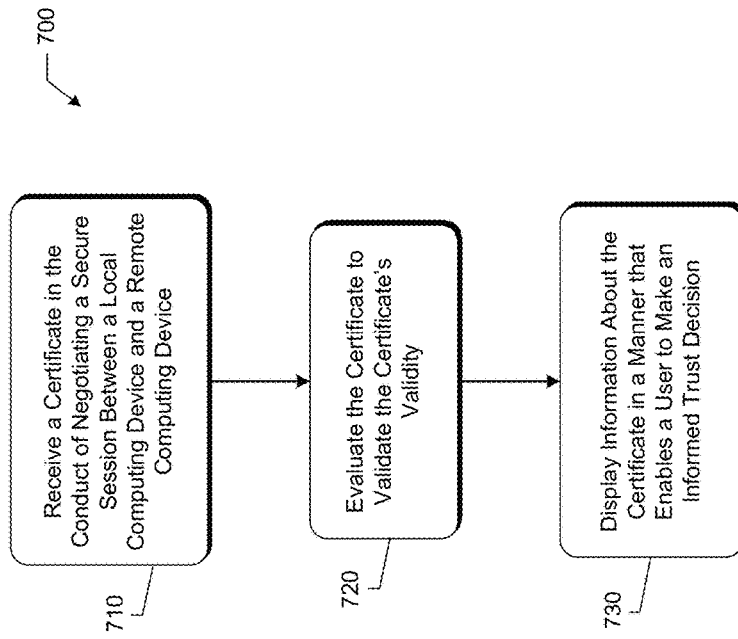 700
Receive a Certificate in the
Conduct of Negotiating a Secure
Session Between a Local
Computing Device and a Remote
Computing Device
710
Evaluate the Certificate to
Validate the Certificate's
Validity
720
Display Information About the
Certificate in a Manner that
Enables a User to Make an
Informed Trust Decision
730